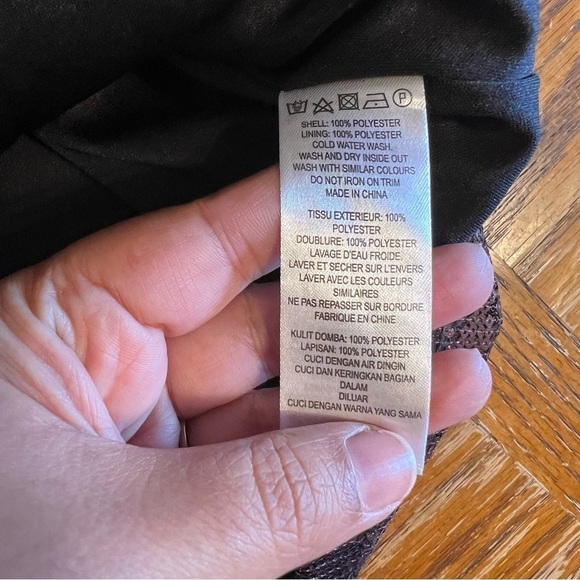 P
SHELL: 100% POLYESTER
LINING: 100% POLYESTER
COLD WATER WASH.
WASH AND DRY INSIDE OUT
WASH WITH SIMILAR COLOURS
DO NOT IRON ON TRIM
MADE IN CHINA
TISSU EXTERIEUR: 100%
POLYESTER
DOUBLURE: 100% POLYESTER
LAVAGE D'EAU FROIDE.
LAVER ET SECHER SUR L'ENVERS
LAVER AVEC LES COULEURS
SIMILAIRES
NE PAS REPASSER SUR BORDURE.
FABRIQUE EN CHINE
KULIT DOMBA: 100% POLYESTER
LAPISAN: 100% POLYESTER
CUCI DENGAN AIR DINGIN
CUCI DAN KERINGKAN BAGIAN
DALAM
DILUAR
CUCI DENGAN WARNA YANG SAMA